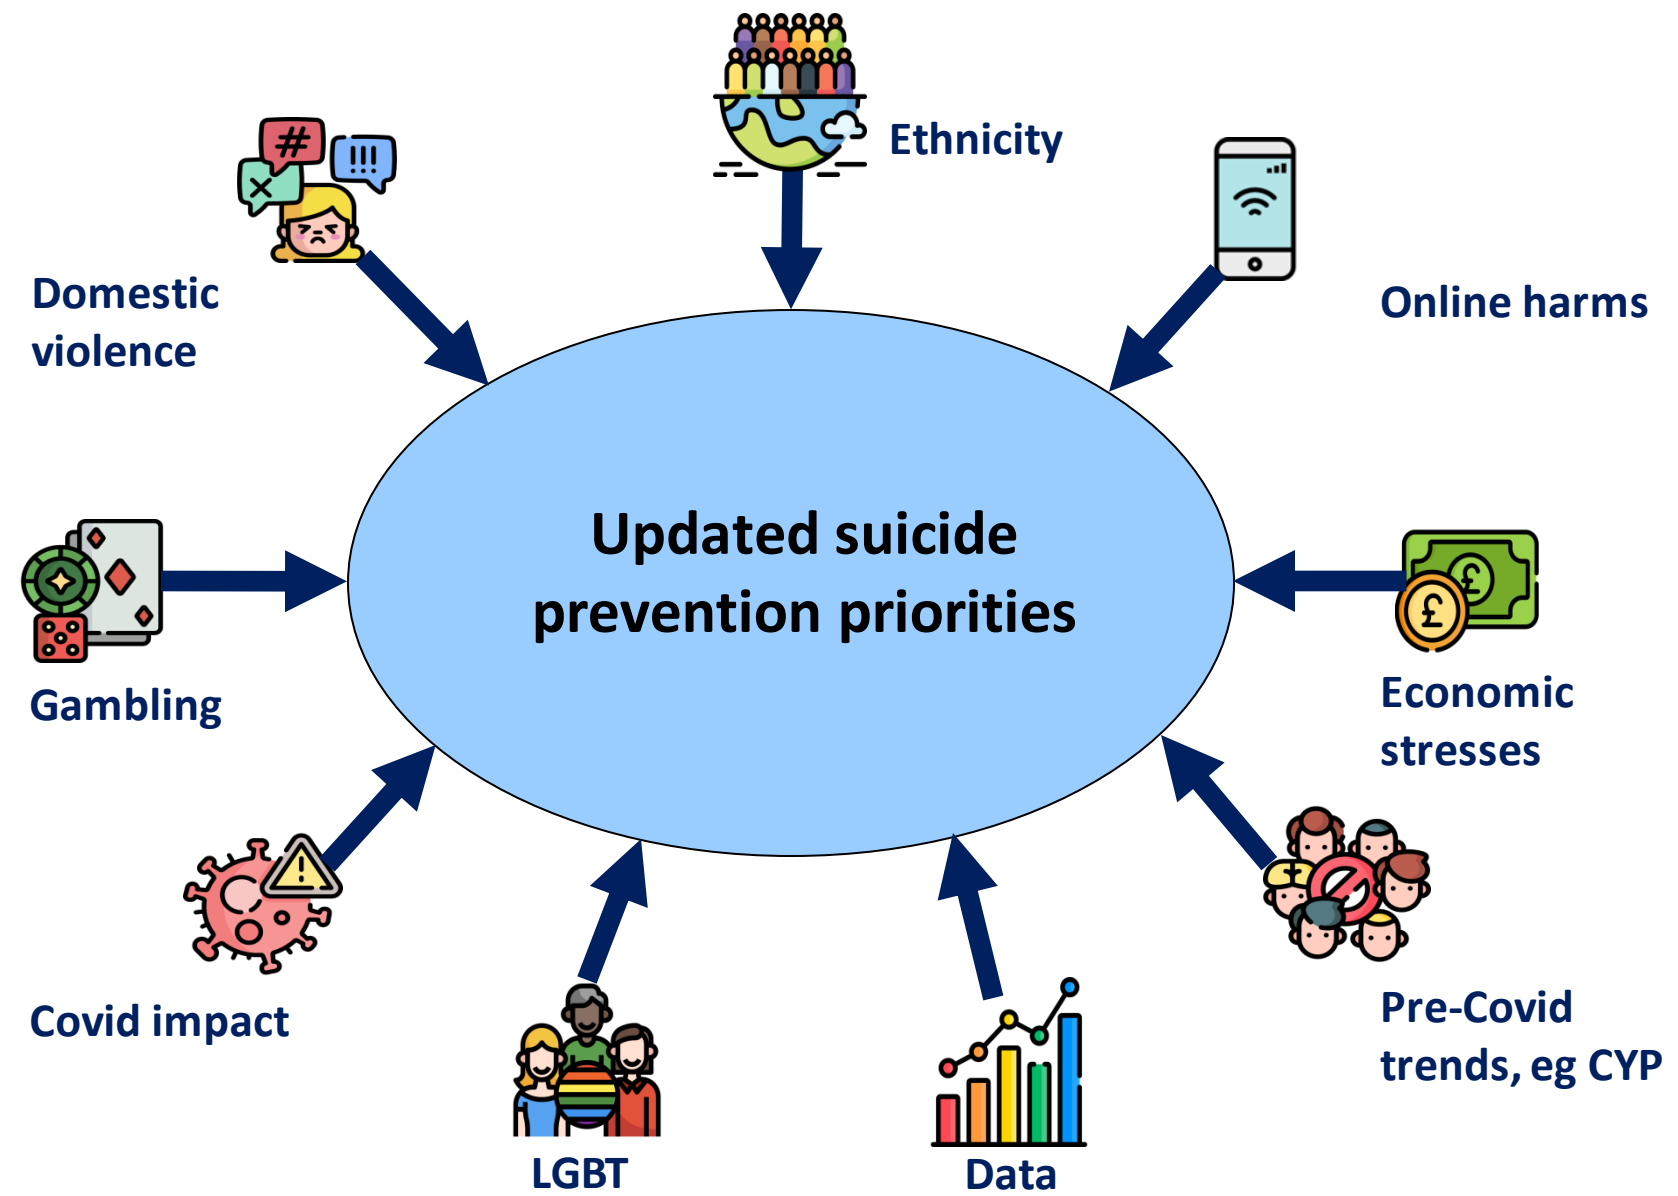 Ethnicity
#
!!!
Domestic
violence
Online harms
Updated suicide
prevention priorities
£
£
Gambling
Economic
stresses
!
Covid impact
Pre-Covid
trends, eg CYP
LGBT
Data